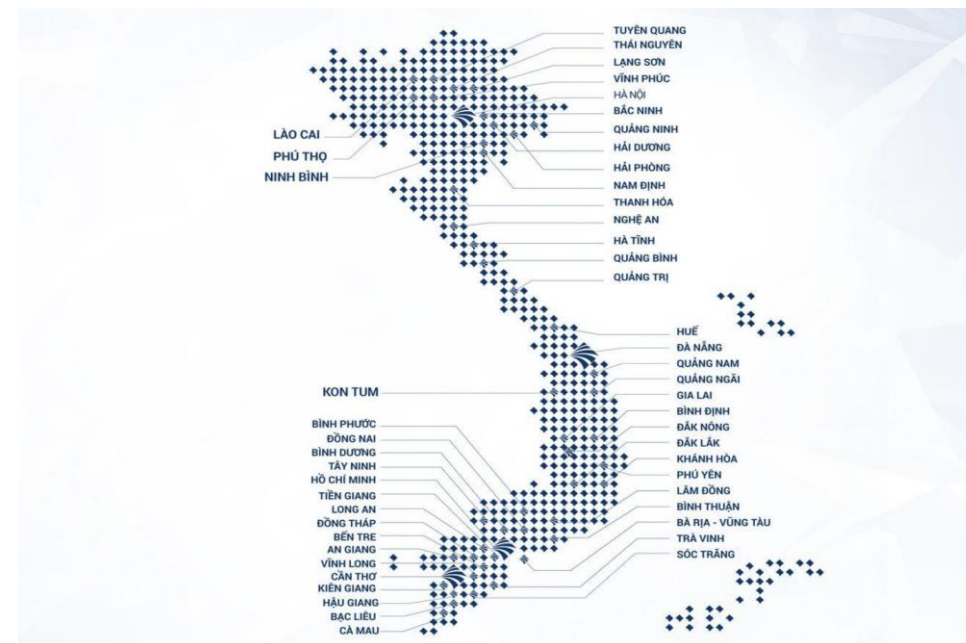 TUYÊN QUANG
THÁI NGUYÊN
LẠNG SƠN
VĨNH PHÚC
HÀ NỘI
BẮC NINH
QUẢNG NINH
HẢI DƯƠNG
HẢI PHÒNG
NAM ĐỊNH
THANH HÓA
NGHỆ AN
HÀ TĨNH
QUẢNG BÌNH
QUẢNG TRỊ
LÀO CAI
PHÚ THỌ
NINH BÌNH
HUẾ
ĐÀ NẴNG
QUẢNG NAM
QUẢNG NGÃI
GIA LAI
BÌNH ĐỊNH
ĐẮK NÔNG
ĐẮK LẮK
KHÁNH HÒA
PHÚ YÊN
LÂM ĐỒNG
BÌNH THUẬN
BÀ RỊA - VŨNG TÀU
TRÀ VINH
SÓC TRĂNG
KON TUM
BÌNH PHƯỚC
ĐỒNG NAI
BÌNH DƯƠNG
TÂY NINH
HỒ CHÍ MINH
TIỀN GIANG
LONG AN
ĐỒNG THÁP
BẾN TRE
AN GIANG
VĨNH LONG
CẦN THƠ
KIÊN GIANG
HẬU GIANG
BẠC LIÊU
CÀ MAU